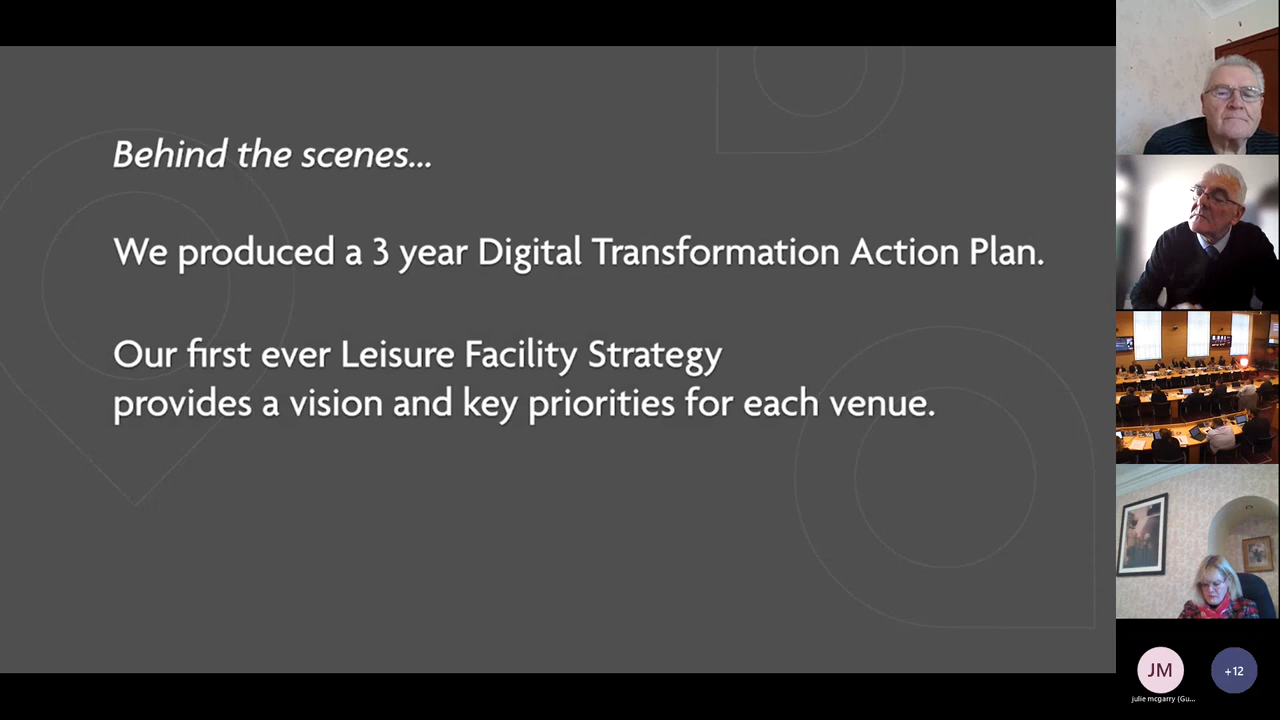 Behind the scenes...
We produced a 3 year Digital Transformation Action Plan.
Our first ever Leisure Facility Strategy
provides a vision and key priorities for each venue.
JM
+12
julie mcgarry (Gu...